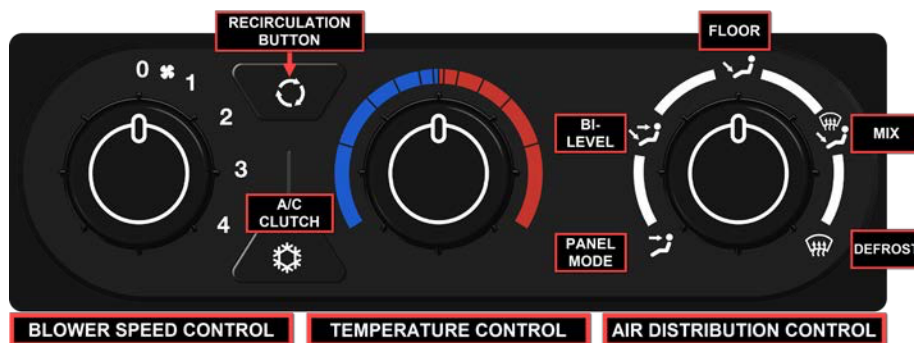 RECIRCULATION
BUTTON
FLOOR
0
1
2
3
4
BI-
LEVEL
MIX
A/C
CLUTCH
PANEL
MODE
DEFROST
BLOWER SPEED CONTROL
TEMPERATURE CONTROL
AIR DISTRIBUTION CONTROL